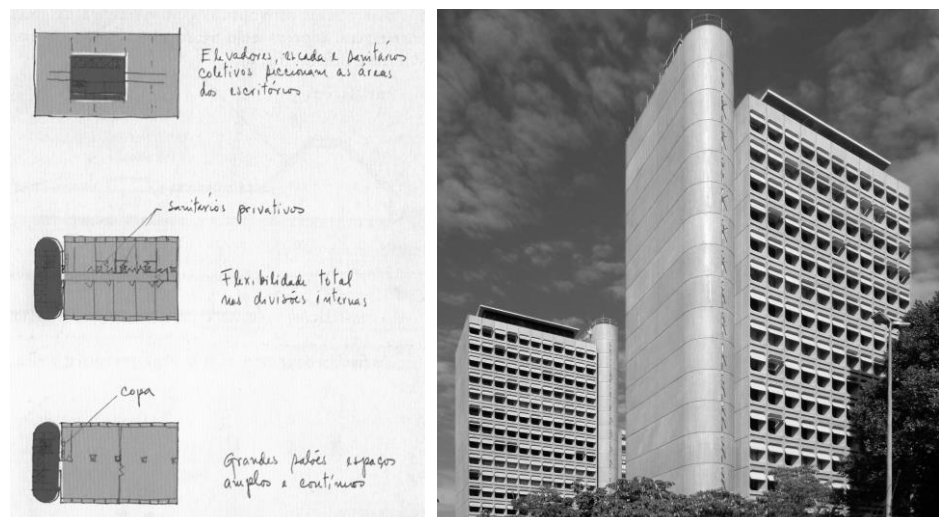 Elevadores, escada e sanitários
coletivos seccionam as áreas
dos escritórios
sanitários privativos
Flexibilidade total
nas divisões internas
copa
Grandes salões espaços
amplos e contínuos